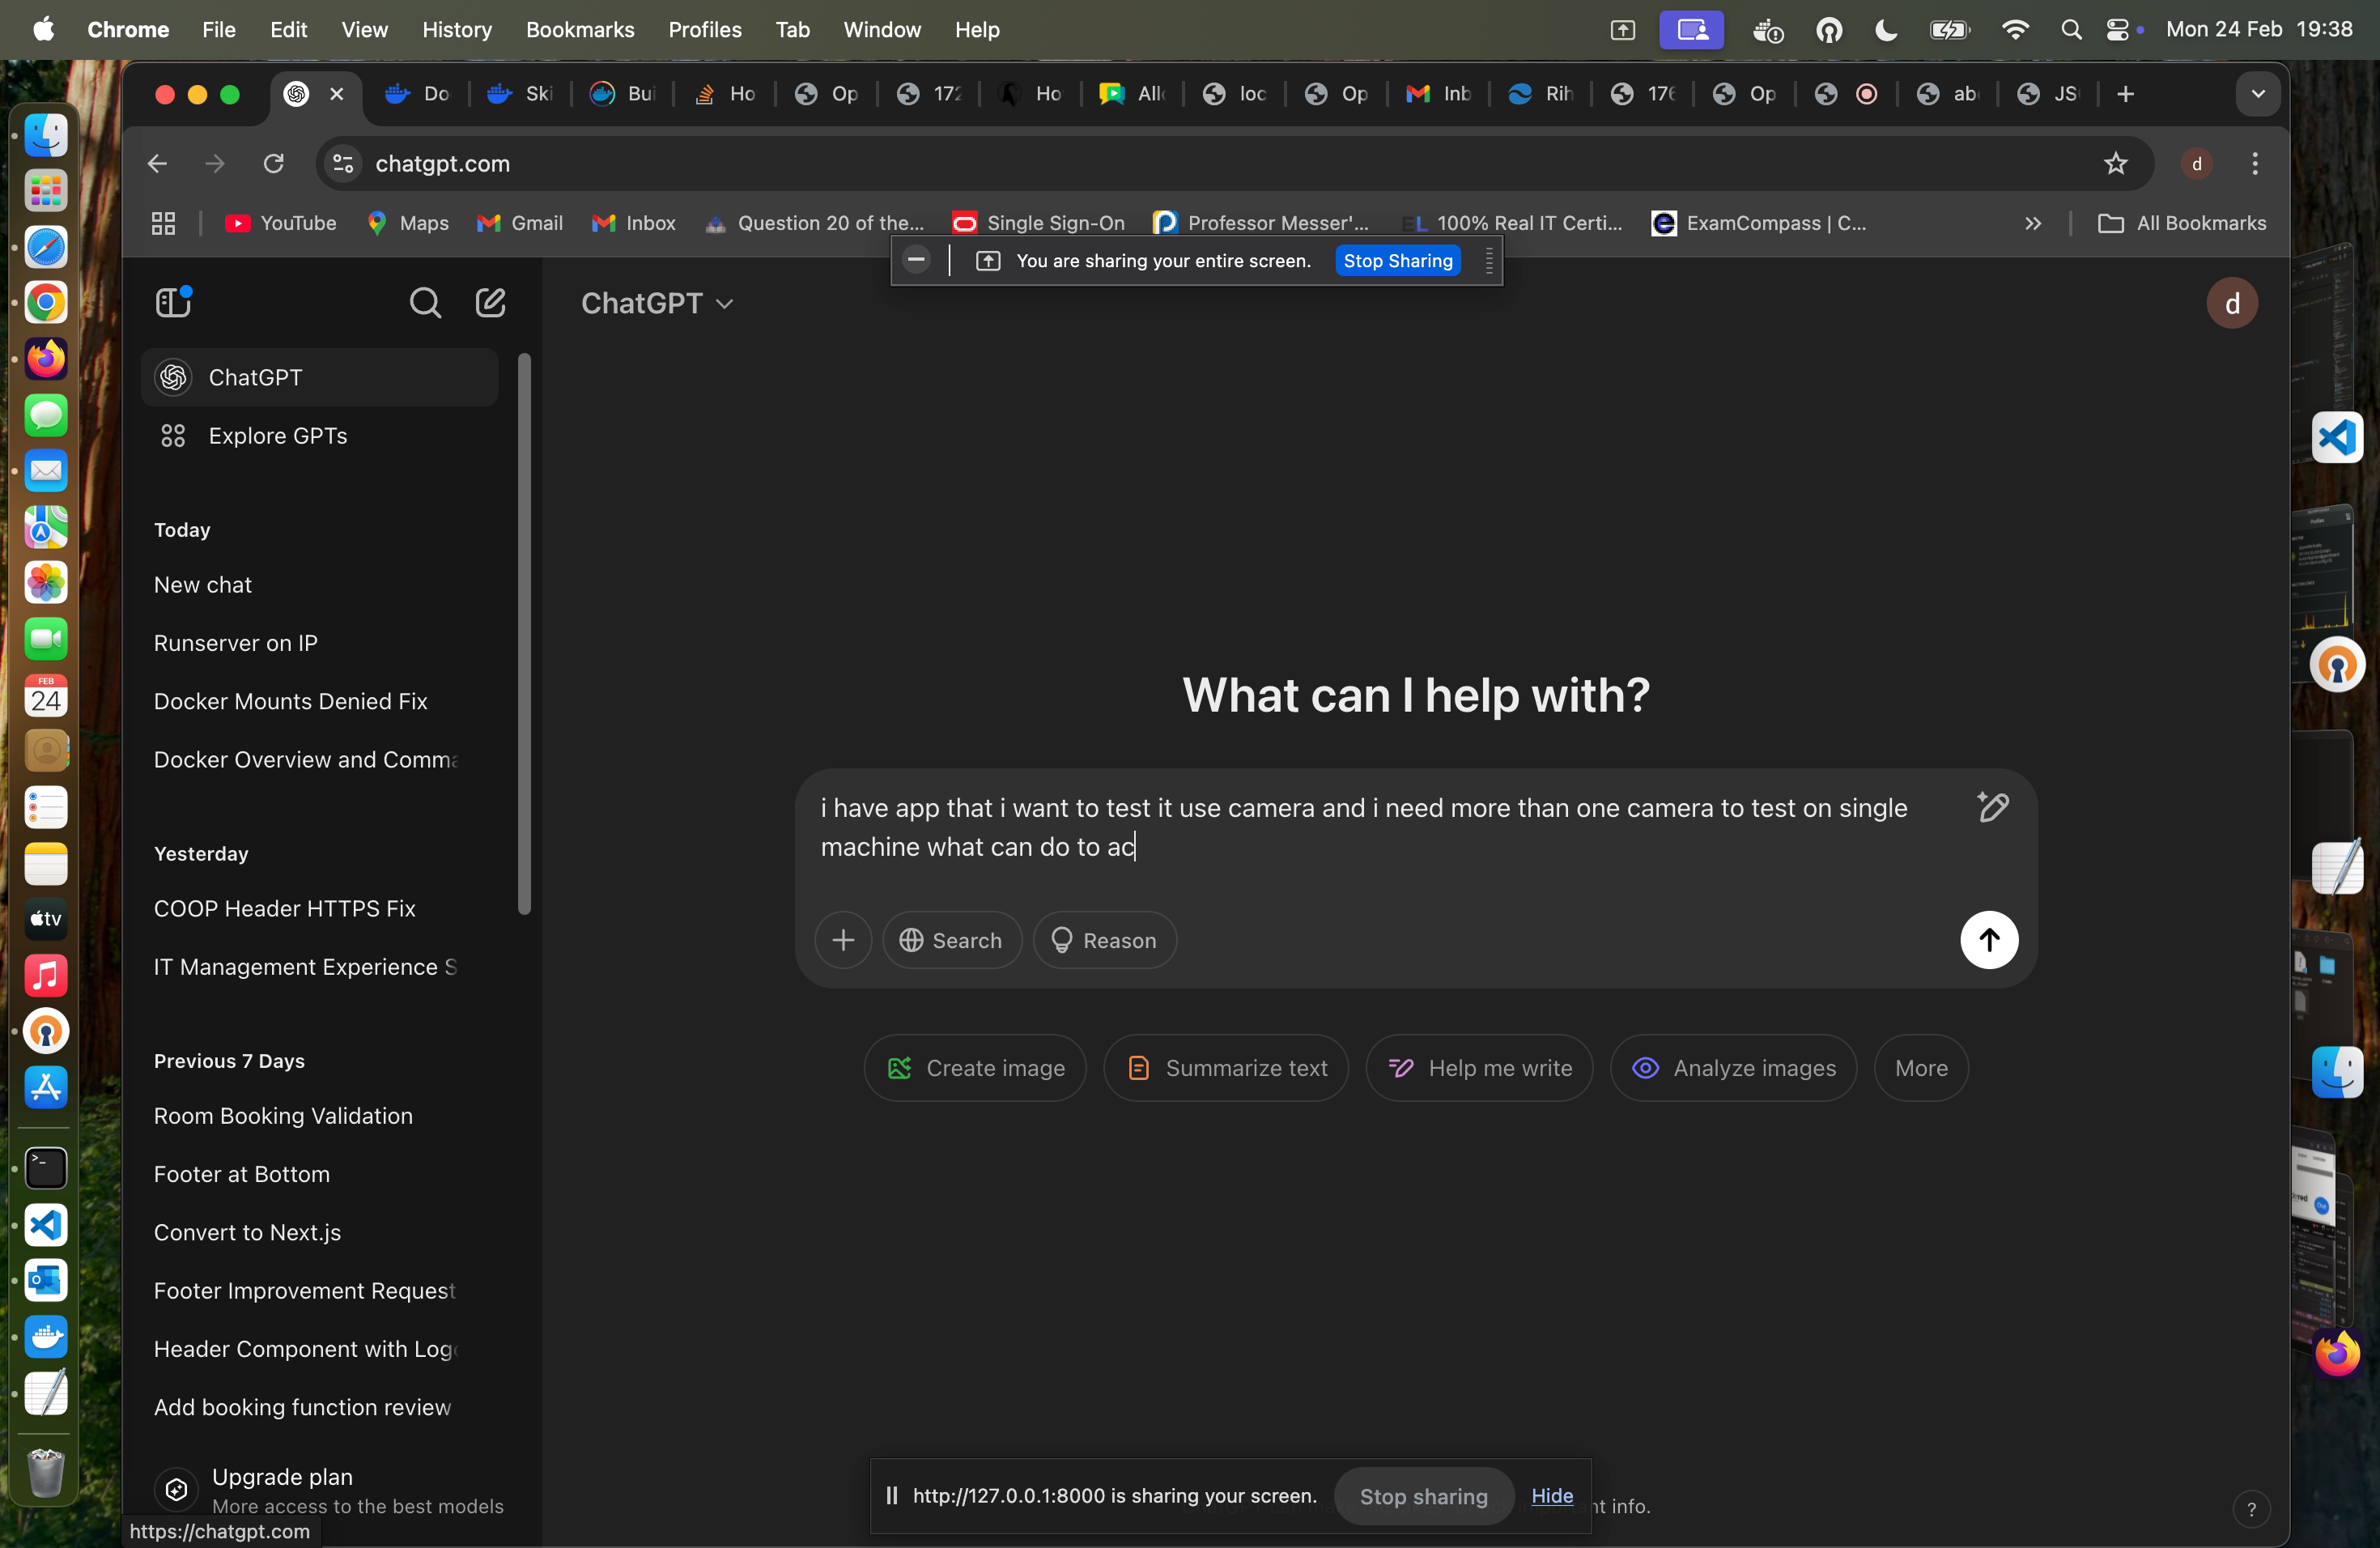 Chrome File Edit View History Bookmarks Profiles Tab Window Help Mon 24 Feb 19:38
Do Ski Bui Ho Op 172 Ho All loc Op Inb Rih 176 Op ab JS
chatgpt.com d
YouTube Maps Gmail Inbox Question 20 of the... Single Sign-On Professor Messer'... EL 100% Real IT Certi... ExamCompass | C... All Bookmarks
You are sharing your entire screen. Stop Sharing
ChatGPT
d
ChatGPT
Explore GPTs
Today
New chat
Runserver on IP
Docker Mounts Denied Fix
Docker Overview and Comma
Yesterday
COOP Header HTTPS Fix
IT Management Experience S
Previous 7 Days
Room Booking Validation
Footer at Bottom
Convert to Next.js
Footer Improvement Request
Header Component with Logo
Add booking function review
Upgrade plan
More access to the best models
https://chatgpt.com
What can I help with?
i have app that i want to test it use camera and i need more than one camera to test on single
machine what can do to ac
Search Reason
Create image Summarize text Help me write Analyze images More
http://127.0.0.1:8000 is sharing your screen. Stop sharing Hide
nt info.
?
FEB
24
tv